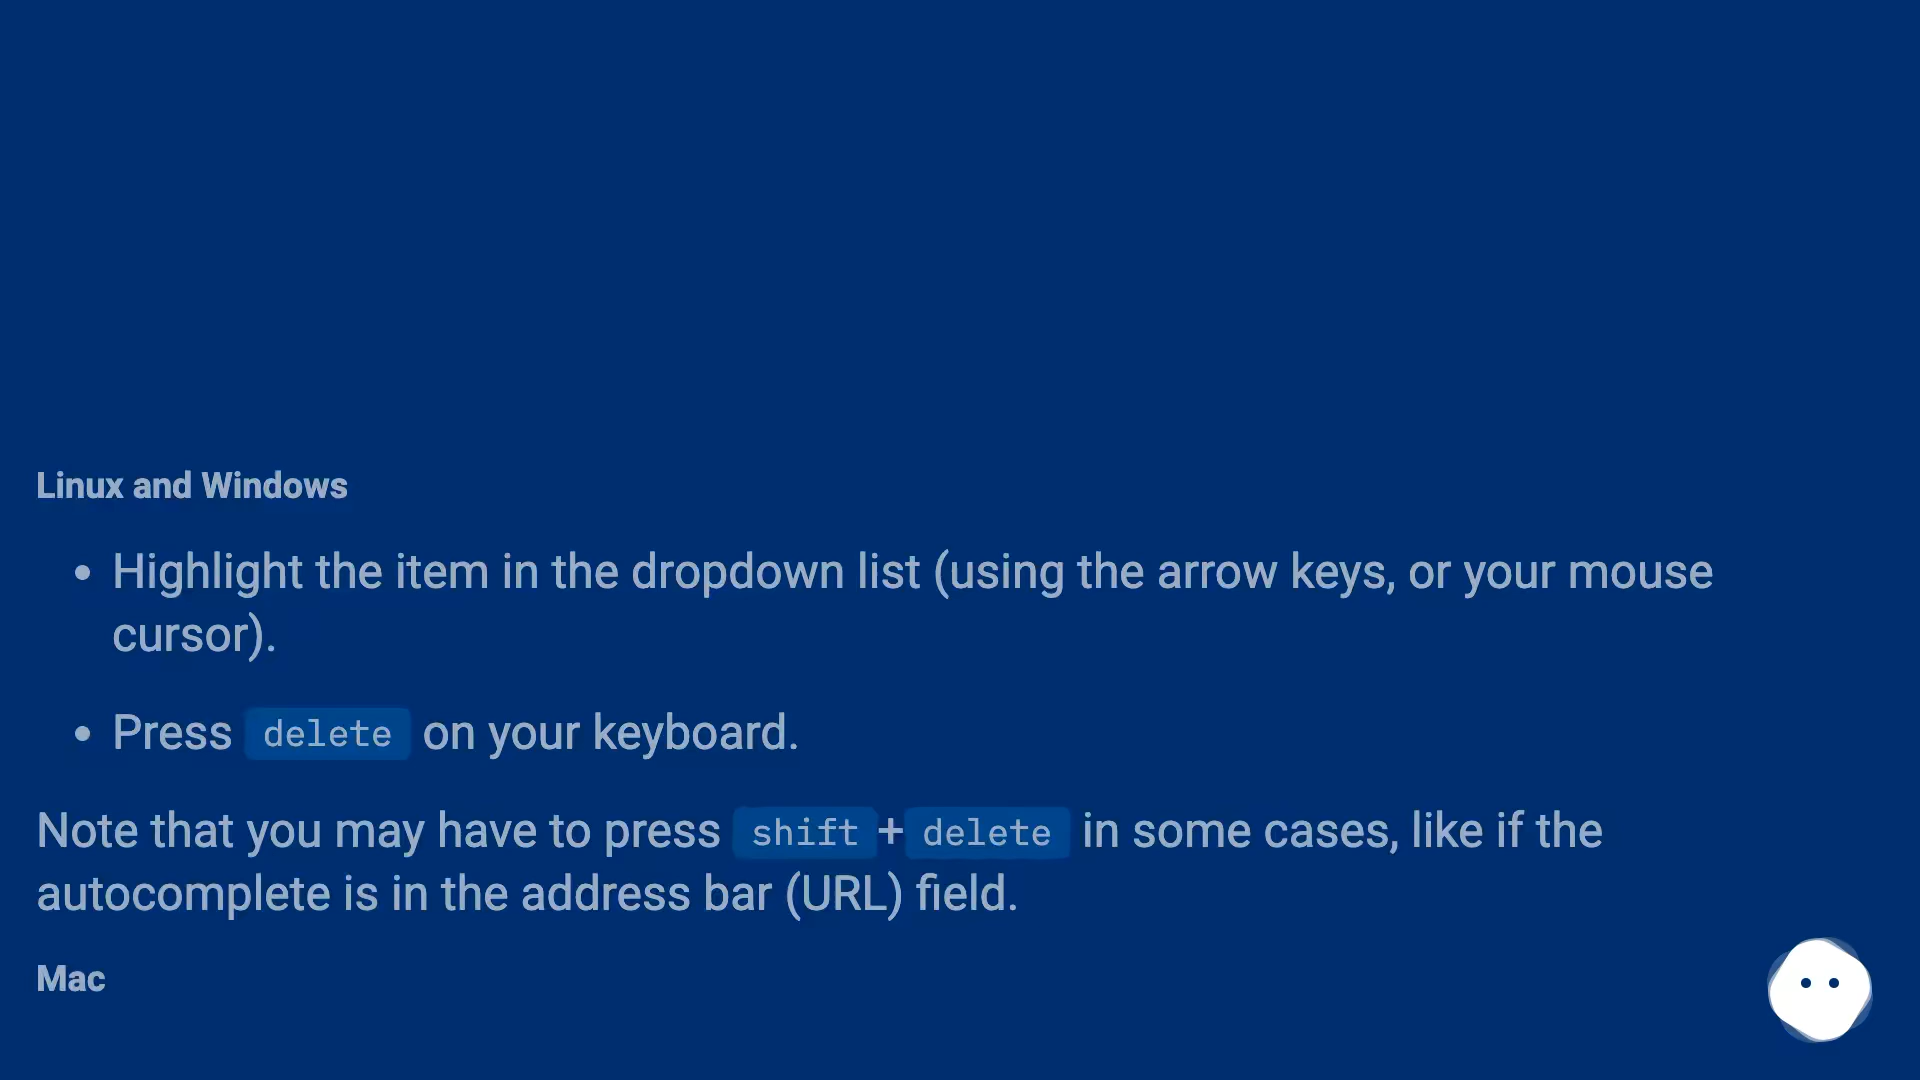 Linux and Windows
• Highlight the item in the dropdown list (using the arrow keys, or your mouse
cursor).
• Press delete on your keyboard.
Note that you may have to press shift+delete in some cases, like if the
autocomplete is in the address bar (URL) field.
Mac